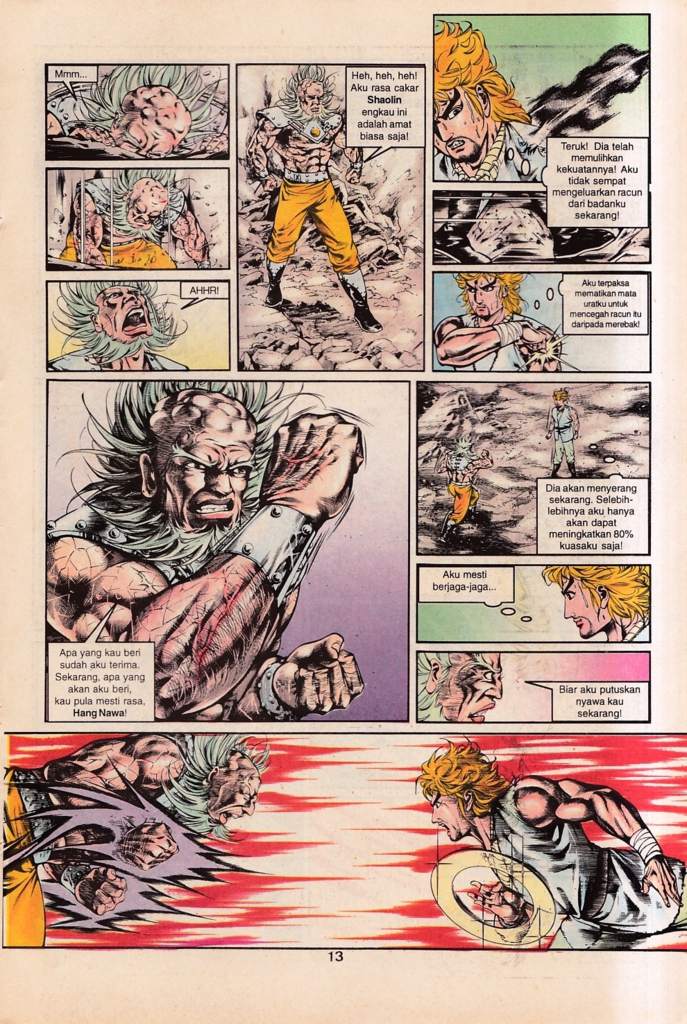 Mmm...
AHHR!
Heh, heh, heh!
Aku rasa cakar
Shaolin
engkau ini
adalah amat
biasa saja!
Teruk! Dia telah
memulihkan
kekuatannya! Aku
tidak sempat
mengeluarkan racun
dari badanku
sekarang!
Aku terpaksa
mematikan mata
uratku untuk
mencegah racun itu
daripada merebak!
Apa yang kau beri
sudah aku terima.
Sekarang, apa yang
akan aku beri,
kau pula mesti rasa,
Hang Nawa!
Dia akan menyerang
sekarang. Selebih-
lebihnya aku hanya
akan dapat
meningkatkan 80%
kuasaku saja!
Aku mesti
berjaga-jaga...
Biar aku putuskan
nyawa kau
sekarang!
13